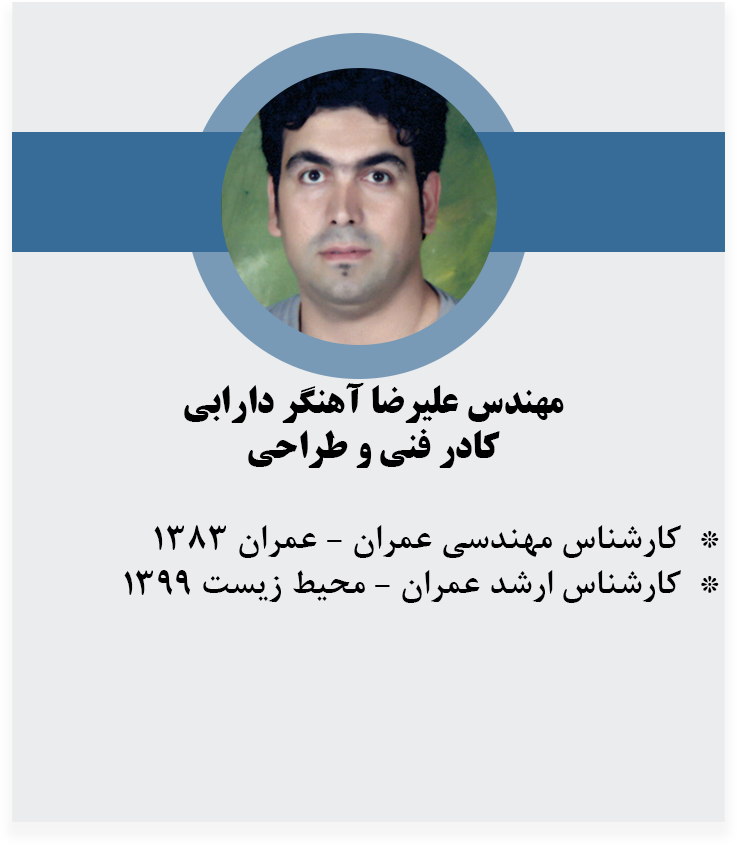 مهندس علیرضا آهنگر دارابی
کادر فنی و طراحی
❊ کارشناس مهندسی عمران - عمران ۱۳۸۳
❊ کارشناس ارشد عمران - محیط زیست ۱۳۹۹